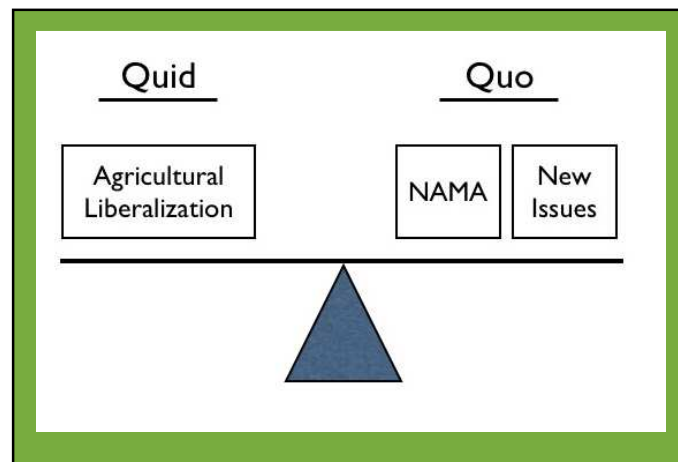 Quid
Quo
Agricultural
Liberalization
NAMA
New
Issues